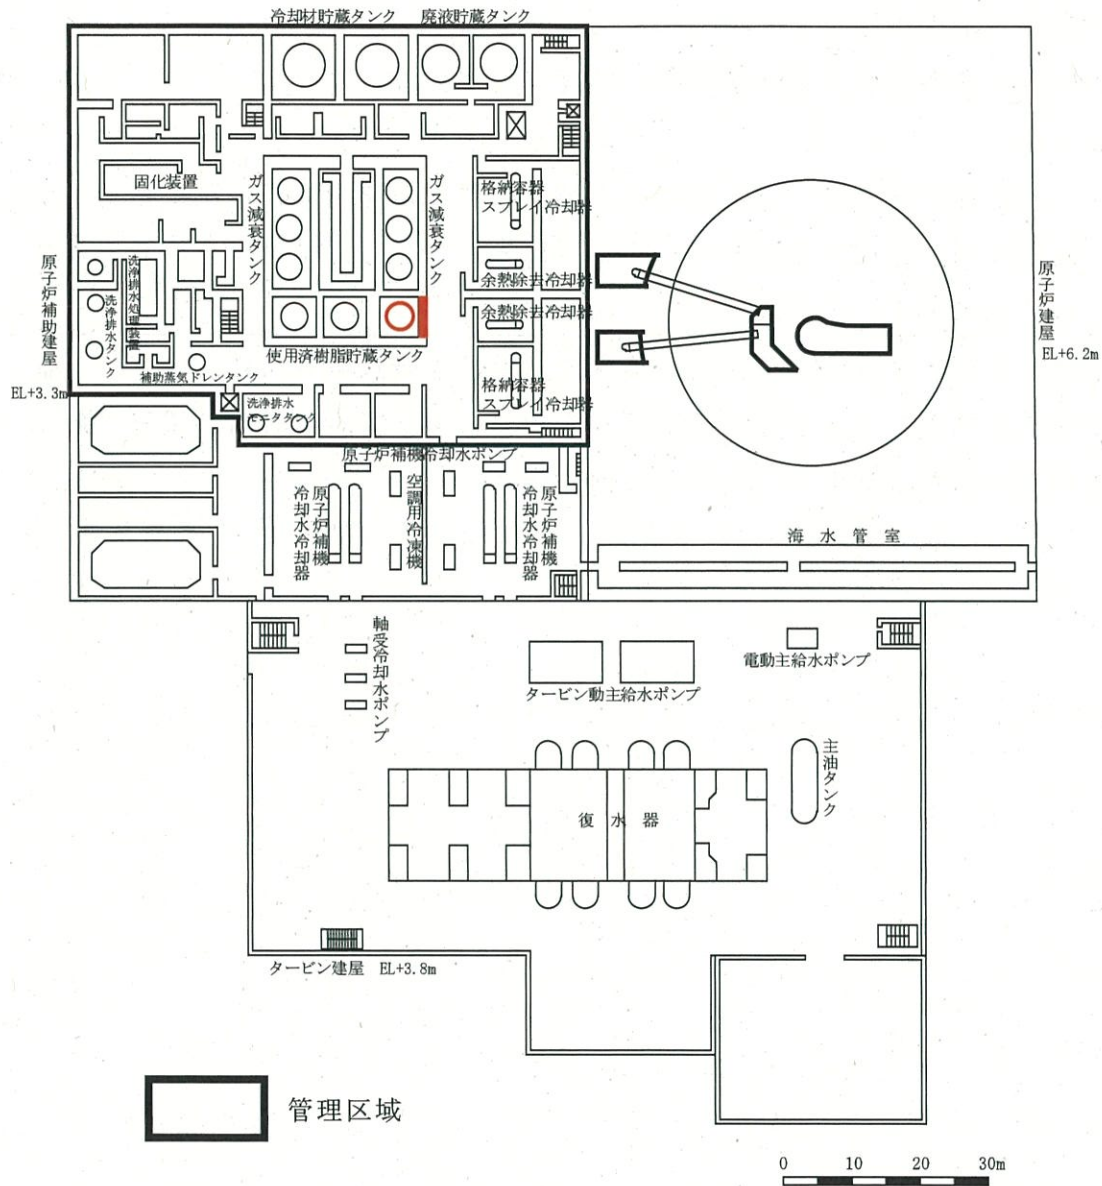 冷却材貯蔵タンク
廃液貯蔵タンク
固化装置
ガス減衰タンク
ガス減衰タンク
格納容器
スプレイ冷却器
余熱除去冷却器
余熱除去冷却器
格納容器
スプレイ冷却器
原子炉補助建屋
EL+3.3m
原子炉建屋
EL+6.2m
洗浄排水処理装置
洗浄排水タンク
使用済樹脂貯蔵タンク
補助蒸気ドレンタンク
洗浄排水
モニタタンク
原子炉補機冷却水ポンプ
原子炉補機
冷却水冷却器
空調用冷凍機
原子炉補機
冷却水冷却器
海水管室
軸受冷却水ポンプ
タービン動主給水ポンプ
電動主給水ポンプ
主油タンク
復水器
タービン建屋 EL+3.8m
管理区域
0 10 20 30m